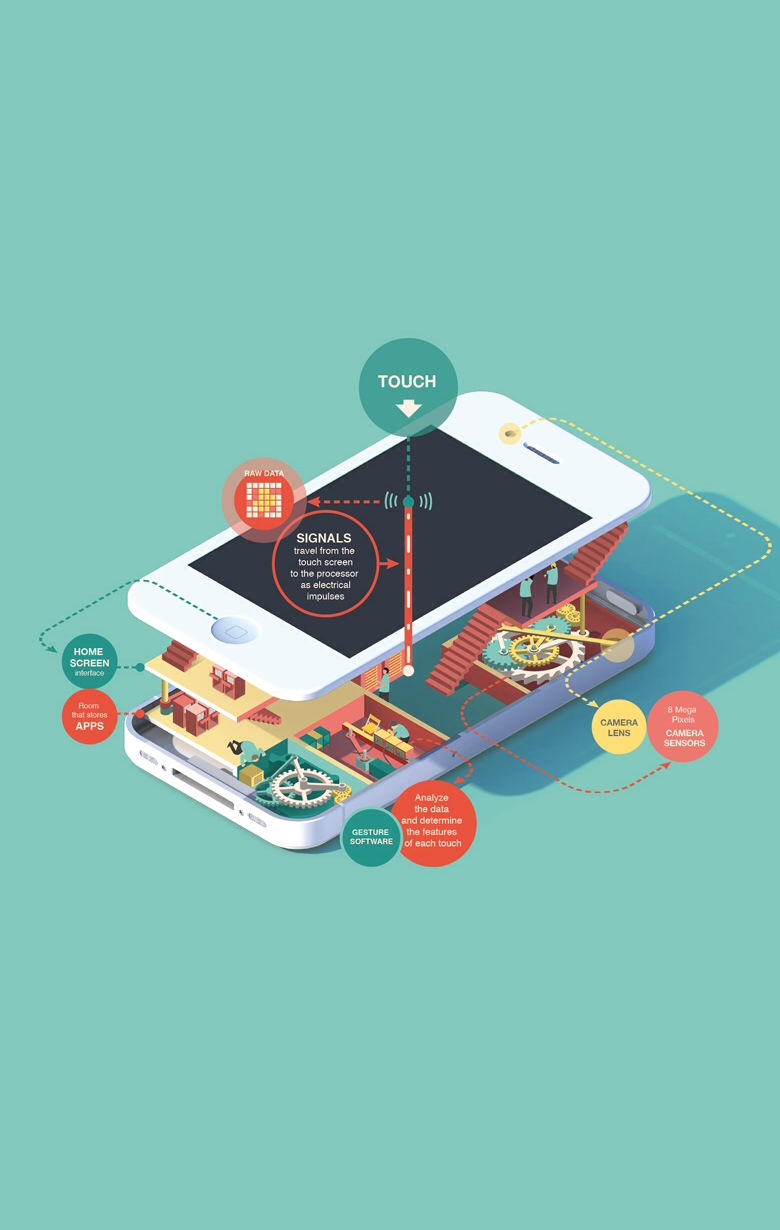 TOUCH
RAW DATA
SIGNALS
travel from the
touch screen
to the processor
as electrical
impulses
HOME
SCREEN
interface
Room
that stores
APPS
CAMERA
LENS
8 Mega
Pixels
CAMERA
SENSORS
GESTURE
SOFTWARE
Analyze
the data
and determine
the features
of each touch